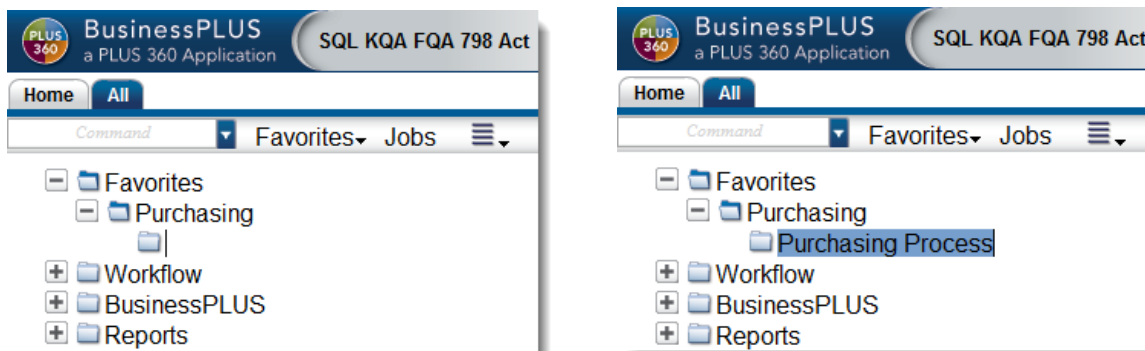 PLUS 360
BusinessPLUS
a PLUS 360 Application
SQL KQA FQA 798 Act
Home All
Command Favorites Jobs
Favorites
Purchasing
Workflow
BusinessPLUS
Reports
PLUS 360
BusinessPLUS
a PLUS 360 Application
SQL KQA FQA 798 Act
Home All
Command Favorites Jobs
Favorites
Purchasing
Purchasing Process
Workflow
BusinessPLUS
Reports